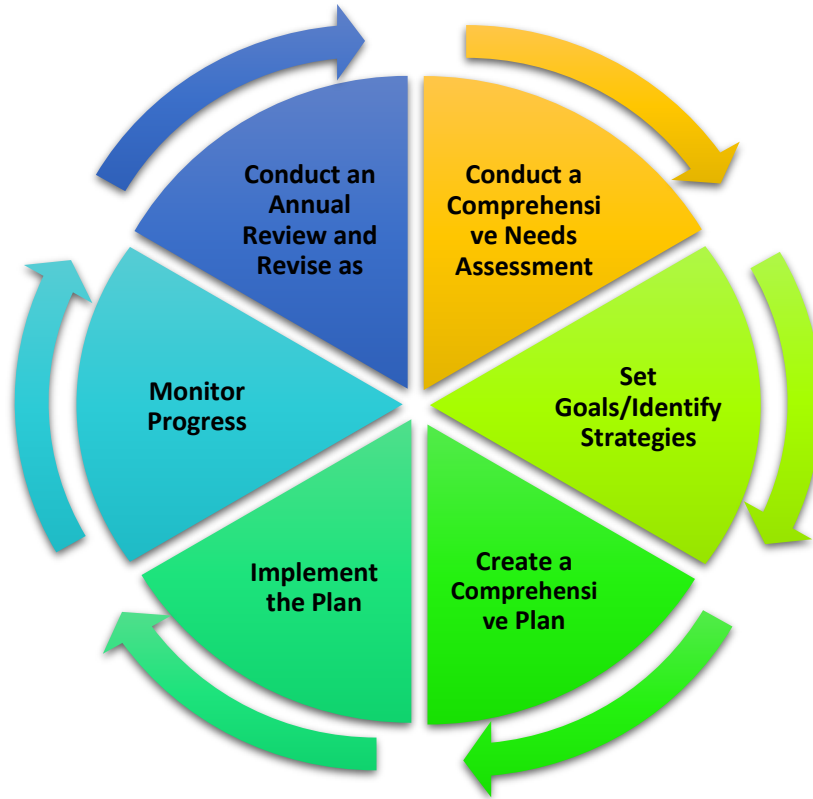 Conduct a
Comprehensi
ve Needs
Assessment
Set
Goals/Identify
Strategies
Create a
Comprehensi
ve Plan
Implement
the Plan
Monitor
Progress
Conduct an
Annual
Review and
Revise as